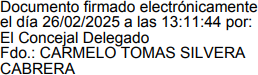 Documento firmado electrónicamente
el día 26/02/2025 a las 13:11:44 por:
El Concejal Delegado
Fdo.: CARMELO TOMAS SILVERA
CABRERA